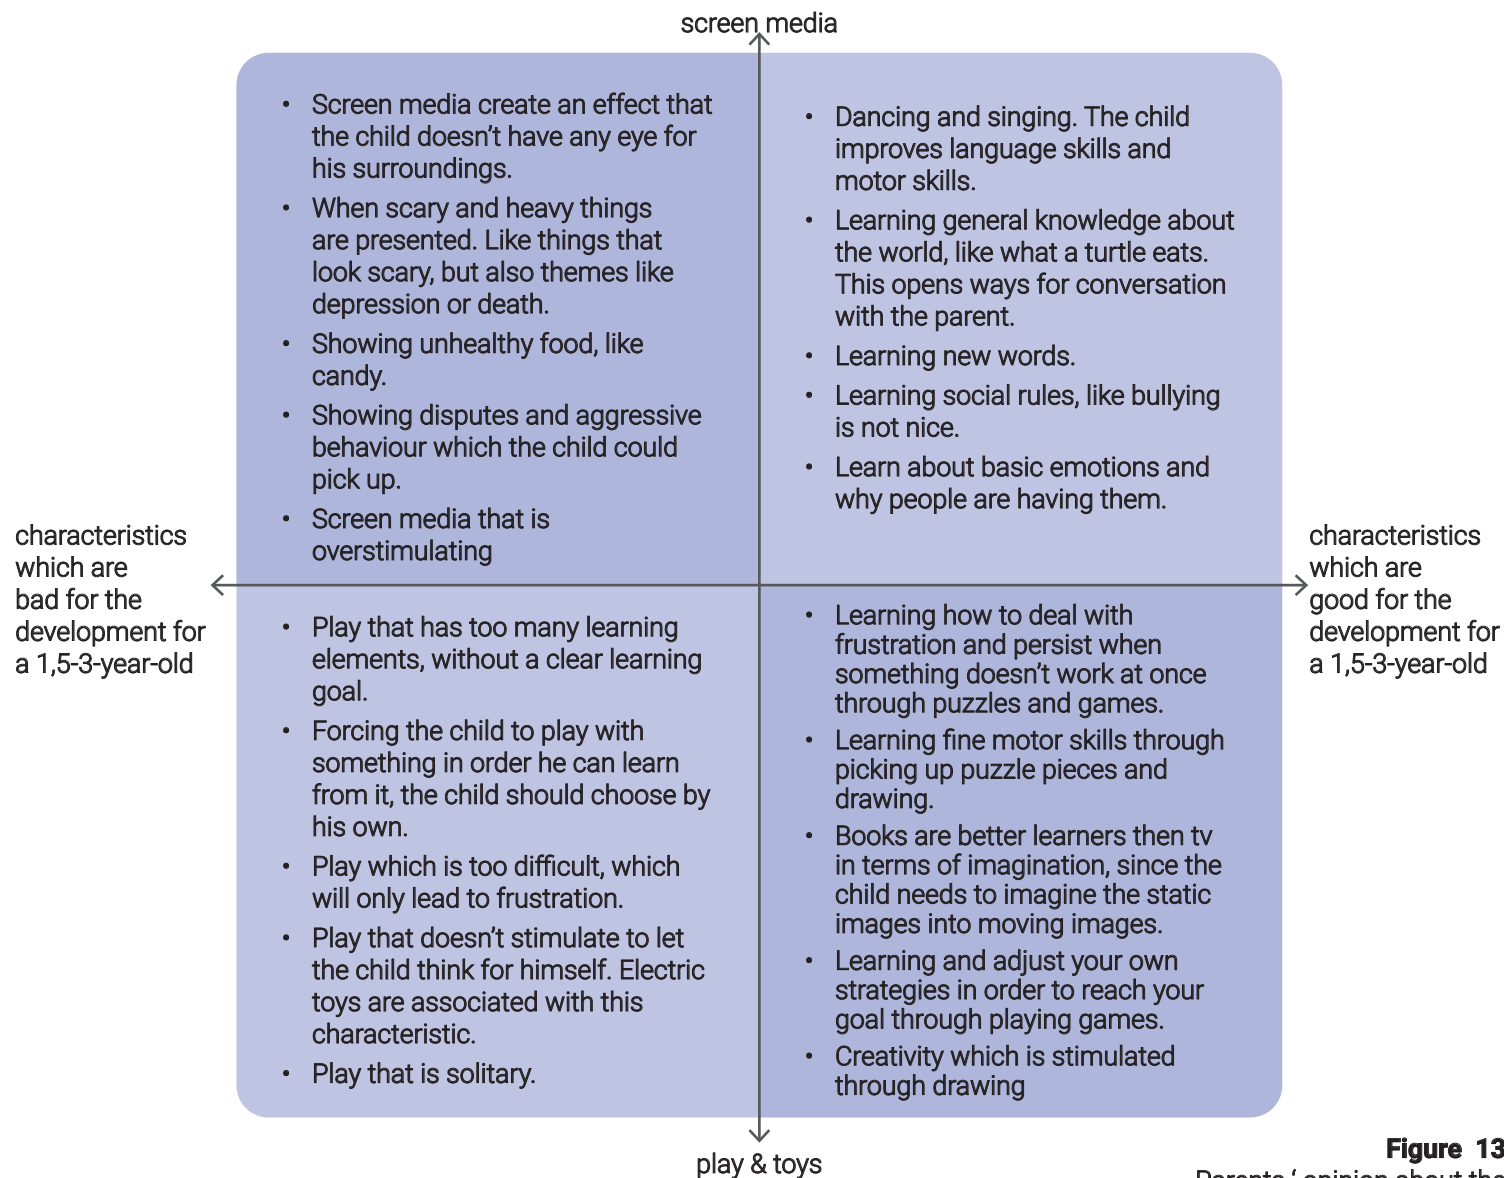 screen media
• Screen media create an effect that
the child doesn't have any eye for
his surroundings.
• When scary and heavy things
are presented. Like things that
look scary, but also themes like
depression or death.
• Showing unhealthy food, like
candy.
• Showing disputes and aggressive
behaviour which the child could
pick up.
• Screen media that is
overstimulating
• Dancing and singing. The child
improves language skills and
motor skills.
• Learning general knowledge about
the world, like what a turtle eats.
This opens ways for conversation
with the parent.
• Learning new words.
• Learning social rules, like bullying
is not nice.
• Learn about basic emotions and
why people are having them.
characteristics
which are
bad for the
development for
a 1,5-3-year-old
characteristics
which are
good for the
development for
a 1,5-3-year-old
• Play that has too many learning
elements, without a clear learning
goal.
• Forcing the child to play with
something in order he can learn
from it, the child should choose by
his own.
• Play which is too difficult, which
will only lead to frustration.
• Play that doesn't stimulate to let
the child think for himself. Electric
toys are associated with this
characteristic.
• Play that is solitary.
• Learning how to deal with
frustration and persist when
something doesn't work at once
through puzzles and games.
• Learning fine motor skills through
picking up puzzle pieces and
drawing.
• Books are better learners then tv
in terms of imagination, since the
child needs to imagine the static
images into moving images.
• Learning and adjust your own
strategies in order to reach your
goal through playing games.
• Creativity which is stimulated
through drawing
play & toys
Figure 13
Parents ‘ opinion about the